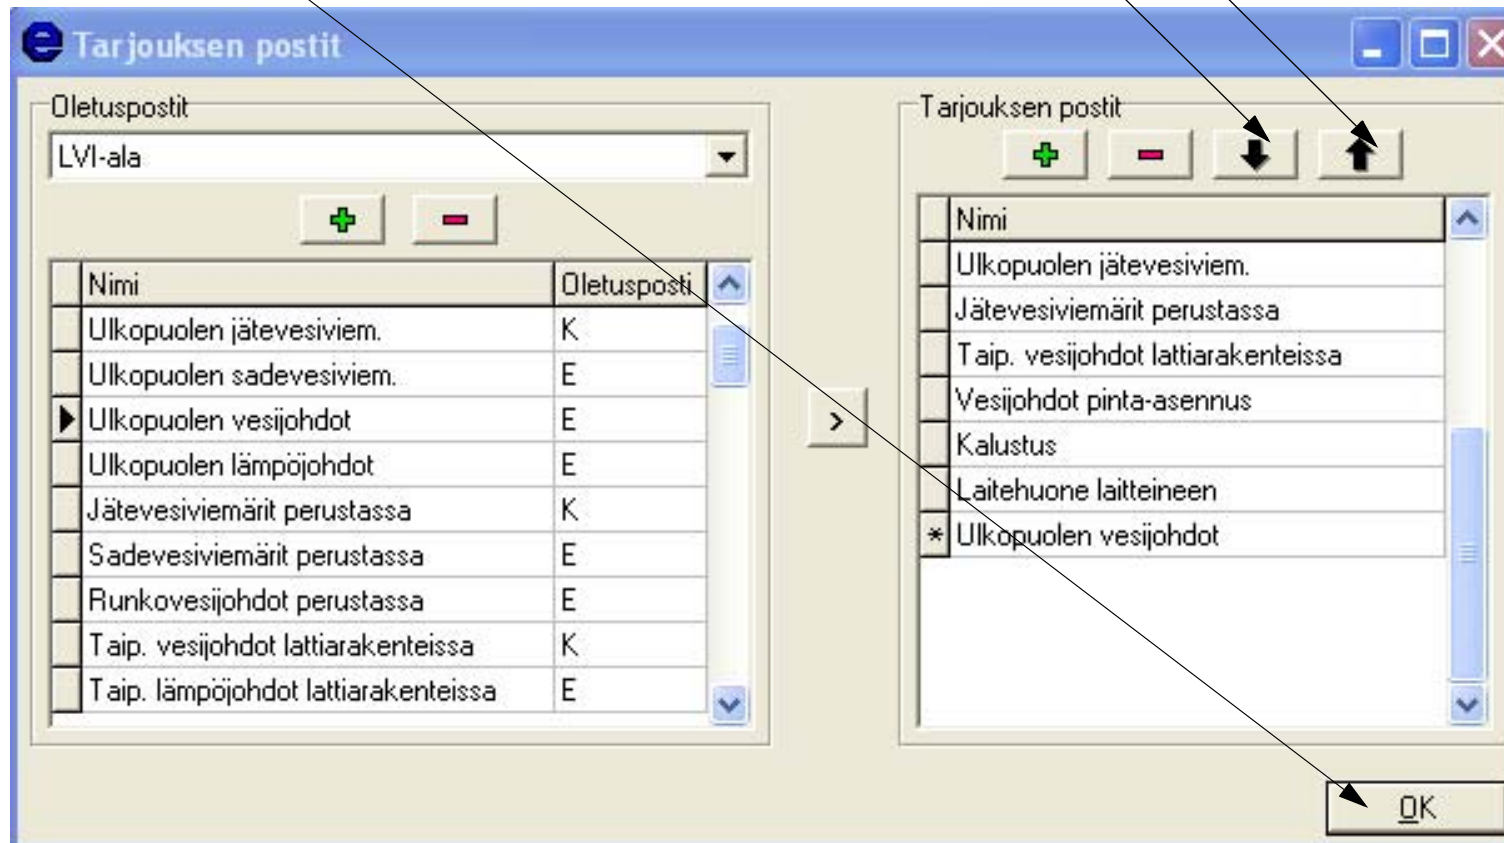 Tarjouksen postit
Oletuspostit
LVI-ala
Nimi Oletusposti
Ulkopuolen jätevesiviem. K
Ulkopuolen sadevesiviem. E
Ulkopuolen vesijohdot E
Ulkopuolen lämpöjohdot E
Jätevesiviemärit perustassa K
Sadevesiviemärit perustassa E
Runkovesijohdot perustassa E
Taip. vesijohdot lattiarakenteissa K
Taip. lämpöjohdot lattiarakenteissa E
>
Tarjouksen postit
Nimi
Ulkopuolen jätevesiviem.
Jätevesiviemärit perustassa
Taip. vesijohdot lattiarakenteissa
Vesijohdot pinta-asennus
Kalustus
Laitehuone laitteineen
* Ulkopuolen vesijohdot
OK